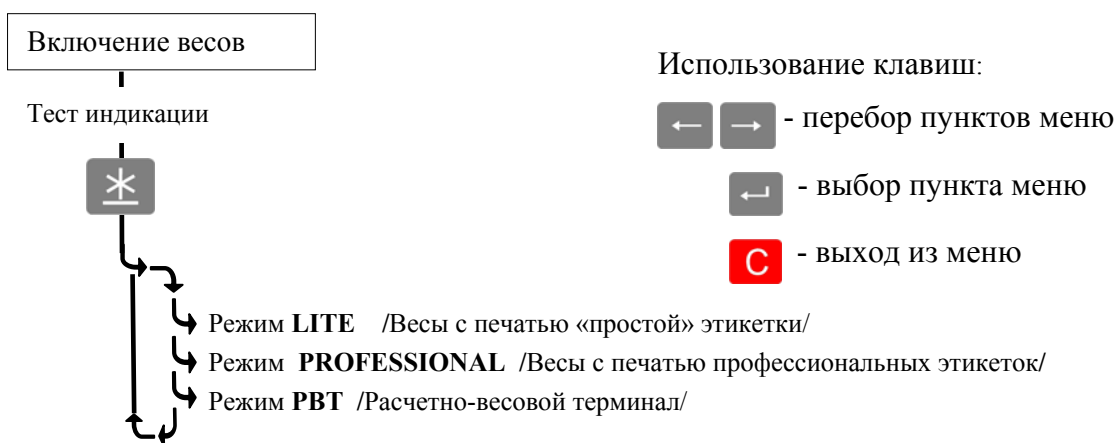 Включение весов
Тест индикации
Использование клавиш:
← → - перебор пунктов меню
- выбор пункта меню
C - выход из меню
Режим LITE /Весы с печатью «простой» этикетки/
Режим PROFESSIONAL /Весы с печатью профессиональных этикеток/
Режим РВТ /Расчетно-весовой терминал/